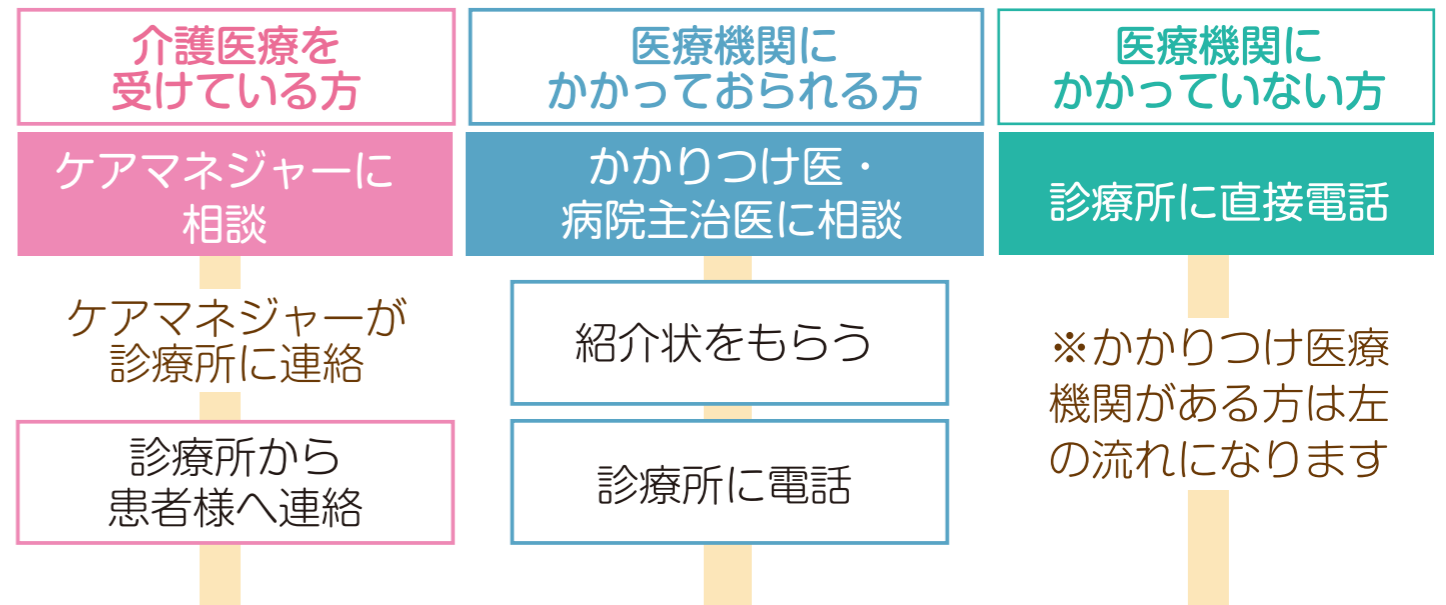 介護医療を
受けている方
ケアマネジャーに
相談
ケアマネジャーが
診療所に連絡
診療所から
患者様へ連絡
医療機関に
かかっておられる方
かかりつけ医・
病院主治医に相談
紹介状をもらう
診療所に電話
医療機関に
かかっていない方
診療所に直接電話
※かかりつけ医療
機関がある方は左
の流れになります